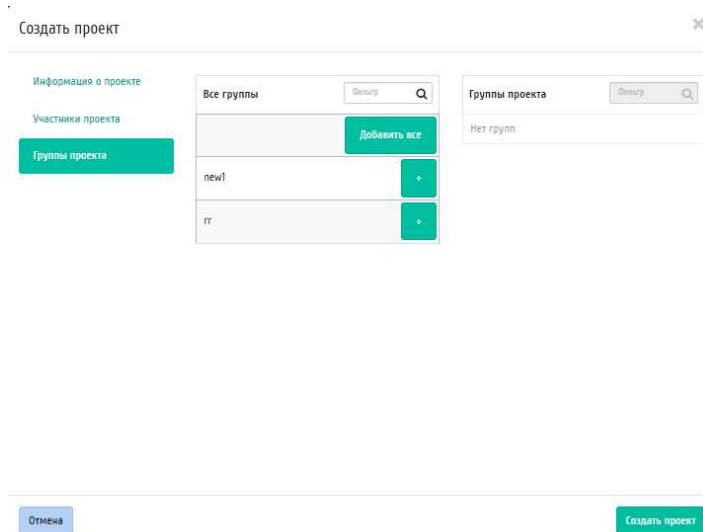 Создать проект
Информация о проекте
Участники проекта
Группы проекта
Все группы
Фильтр
Добавить все
new1
+
rr
+
Группы проекта
Фильтр
Нет групп.
Отмена
Создать проект